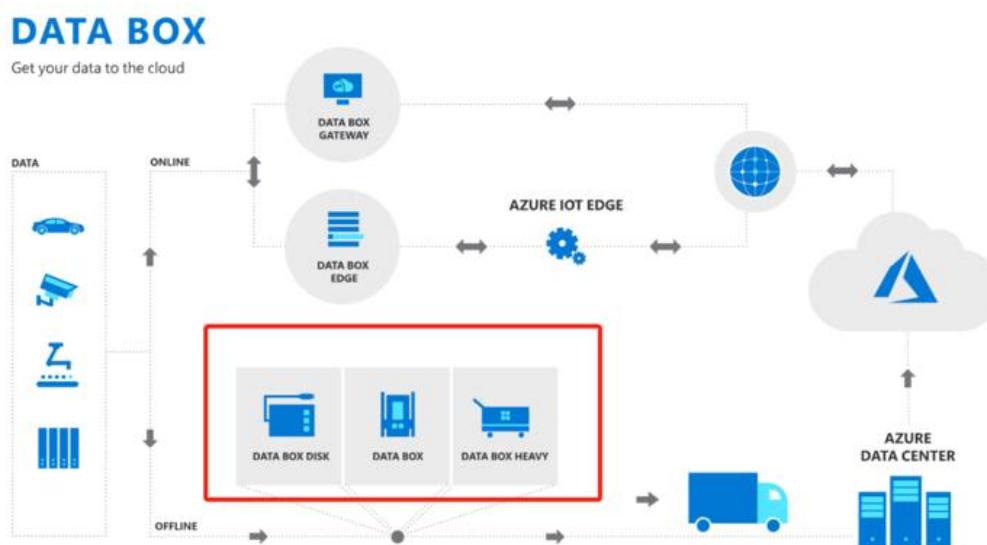 DATA BOX
Get your data to the cloud
DATA
ONLINE
DATA BOX
GATEWAY
DATA BOX
EDGE
AZURE IOT EDGE
DATA BOX DISK
DATA BOX
DATA BOX HEAVY
OFFLINE
AZURE
DATA CENTER